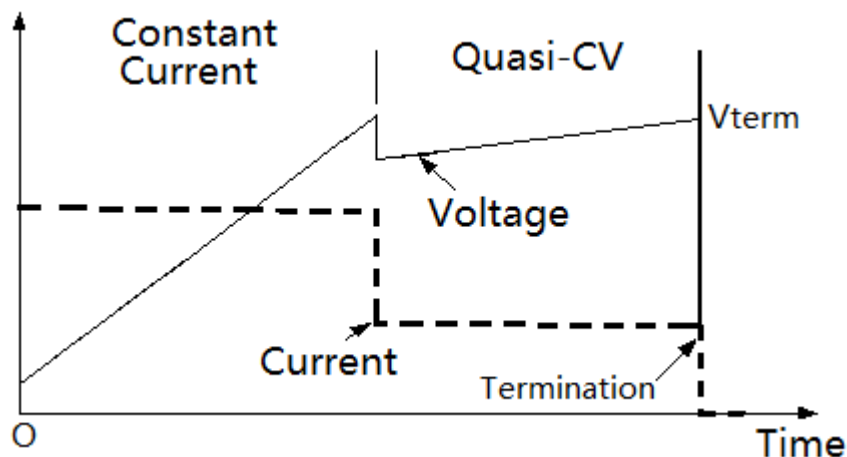 Constant
Current
Quasi-CV
Vterm
Voltage
Current
Termination
O
Time